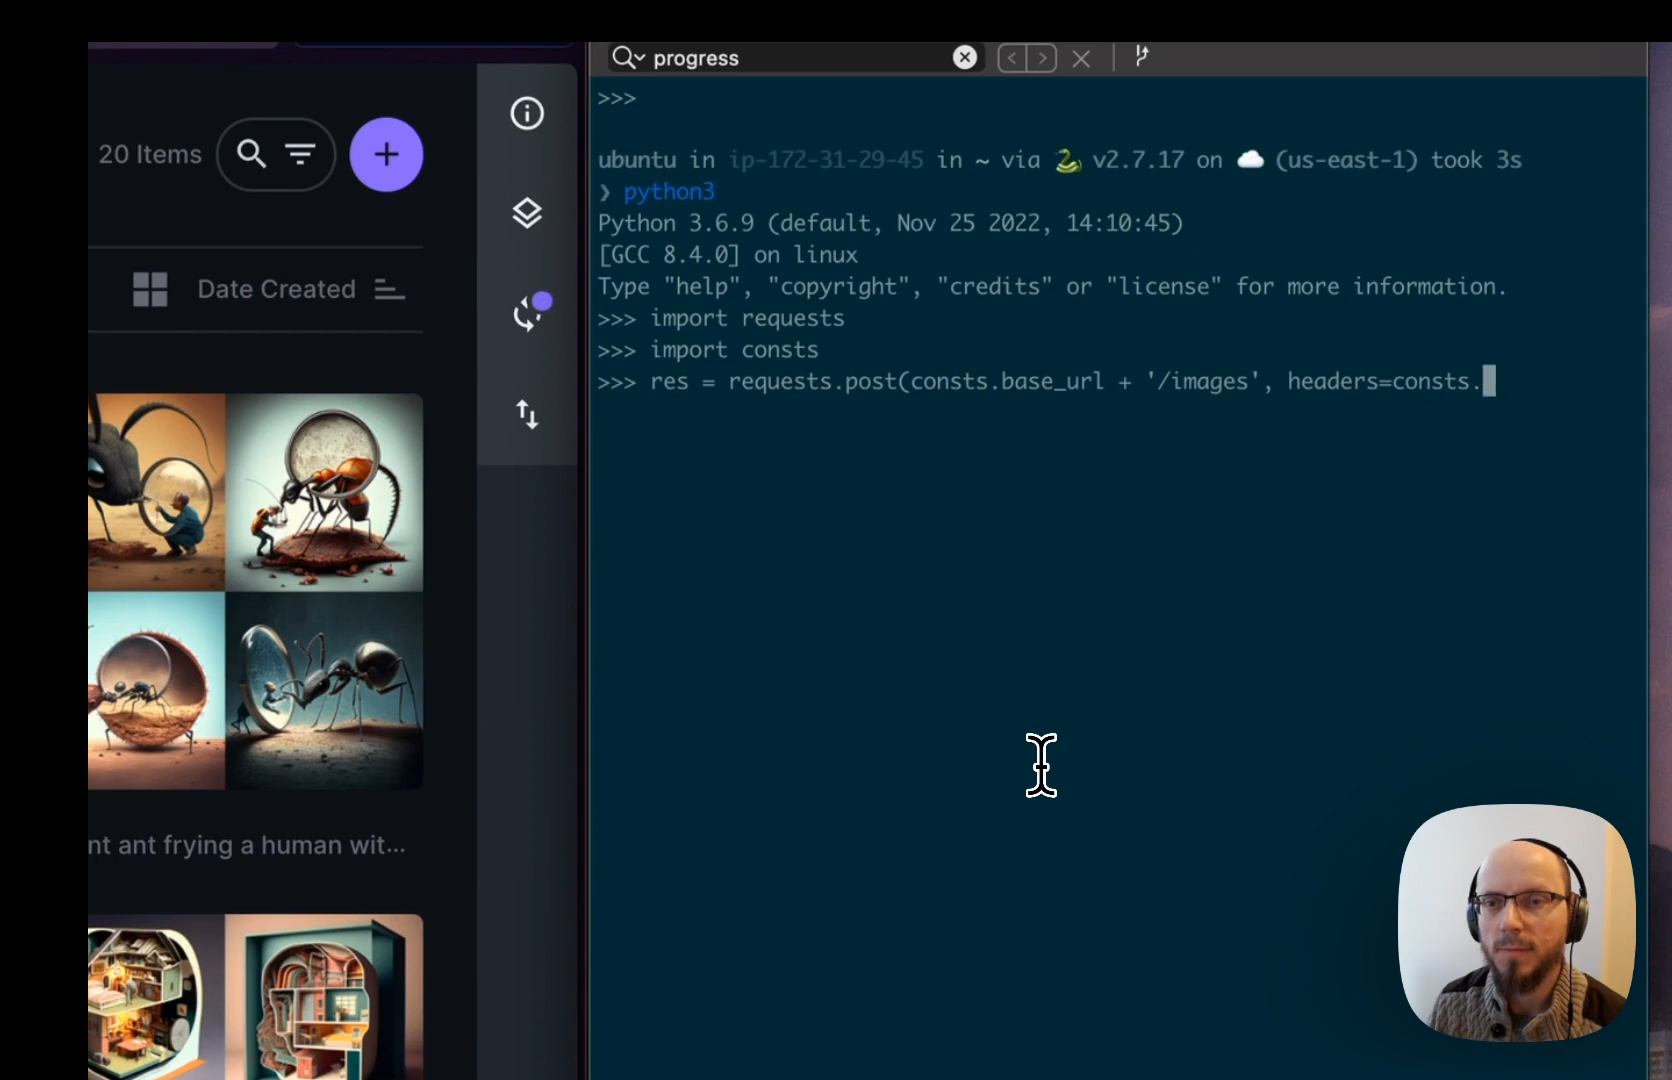 20 Items
Date Created
nt ant frying a human wit...
progress
>>>
ubuntu in ip-172-31-29-45 in ~ via 🐍 v2.7.17 on ☁️ (us-east-1) took 3s
❯ python3
Python 3.6.9 (default, Nov 25 2022, 14:10:45)
[GCC 8.4.0] on linux
Type "help", "copyright", "credits" or "license" for more information.
>>> import requests
>>> import consts
>>> res = requests.post(consts.base_url + '/images', headers=consts.